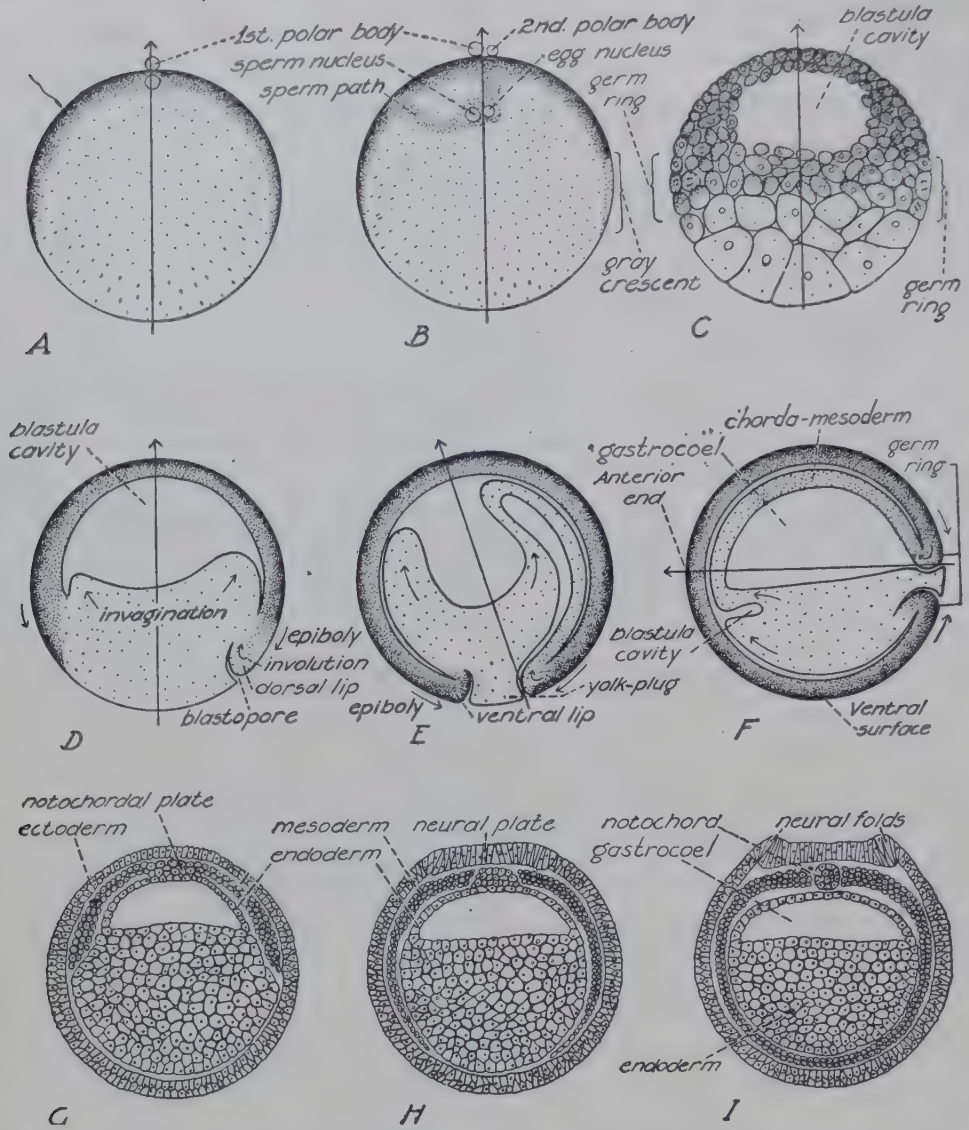 1st. polar body
2nd. polar body
sperm nucleus
egg nucleus
sperm path
germ
ring
gray
crescent
blastula
cavity
germ
ring
A
B
C
blastula
cavity
invagination
epiboly
involution
dorsal lip
blastopore
epiboly
ventral lip
yolk-plug
chorda-mesoderm
gastrocoel
Anterior
end
germ
ring
blastula
cavity
Ventral
surface
D
E
F
notochordal plate
ectoderm
mesoderm
endoderm
neural plate
notochord
gastrocoel
neural folds
endoderm
G
H
I